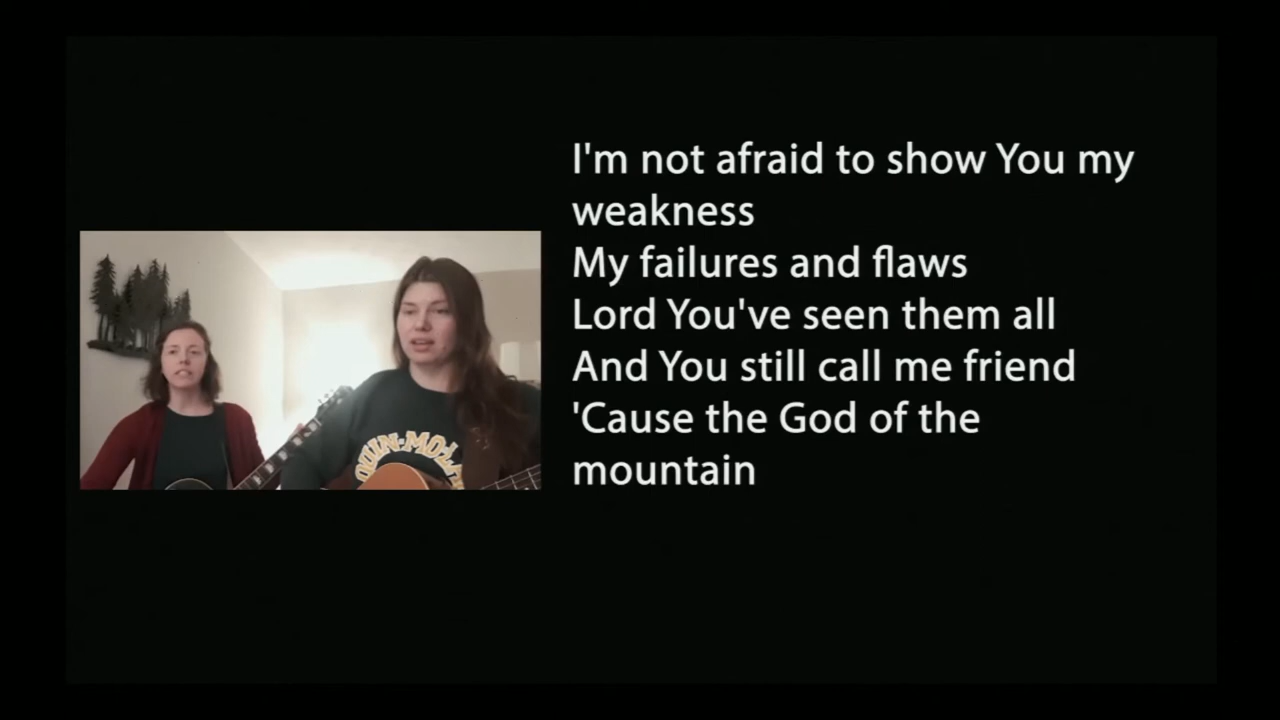 I'm not afraid to show You my
weakness
My failures and flaws
Lord You've seen them all
And You still call me friend
'Cause the God of the
mountain